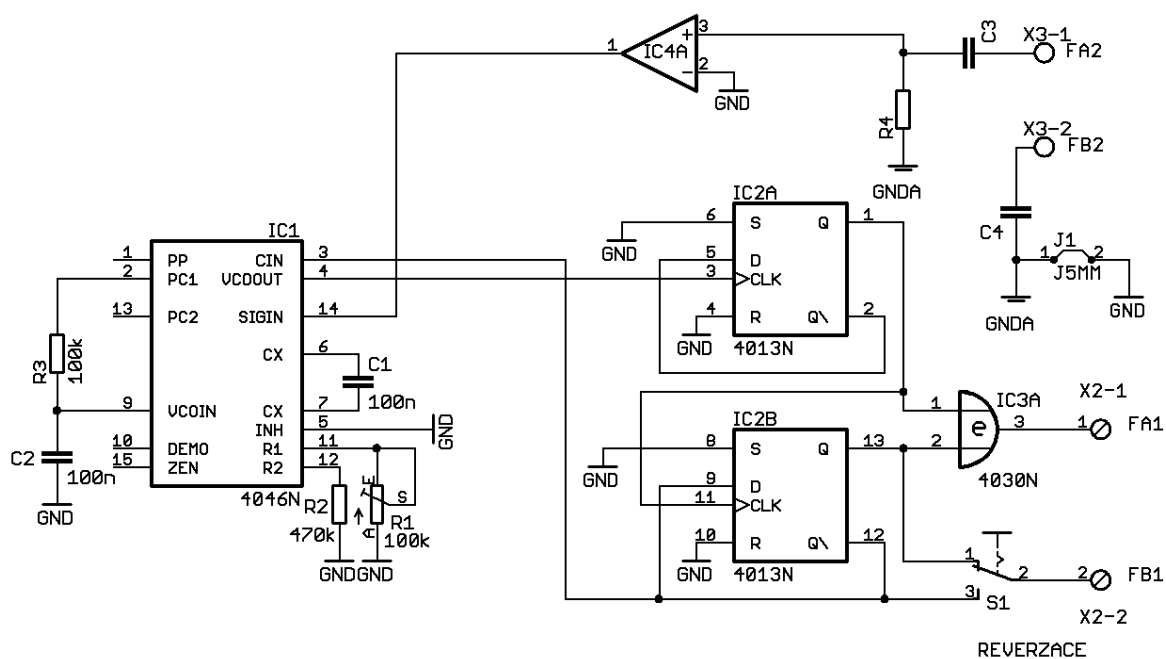 X3-1
FA2
C3
1
IC4A
+
3
-
2
GND
R4
GNDA
X3-2
FB2
C4
1
J1
2
J5MM
GNDA
GND
IC2A
6 S Q 1
GND
5 D
3 CLK
4 R Q\ 2
GND
4013N
IC1
1 PP CIN 3
2 PC1 VCOOUT 4
13 PC2 SIGIN 14
CX 6
C1
100n
9 VCOIN CX 7
INH 5
GND
10 DEMO R1 11
15 ZEN R2 12
4046N
R3
100k
C2
100n
GND
R2
470k
GND
E
S
A
R1
100k
GND
IC2B
8 S Q 13
GND
9 D
11 CLK
10 R Q\ 12
GND
4013N
1
2
e
IC3A
3
4030N
X2-1
1
FA1
1
2
3
S1
2
FB1
X2-2
REVERZACE